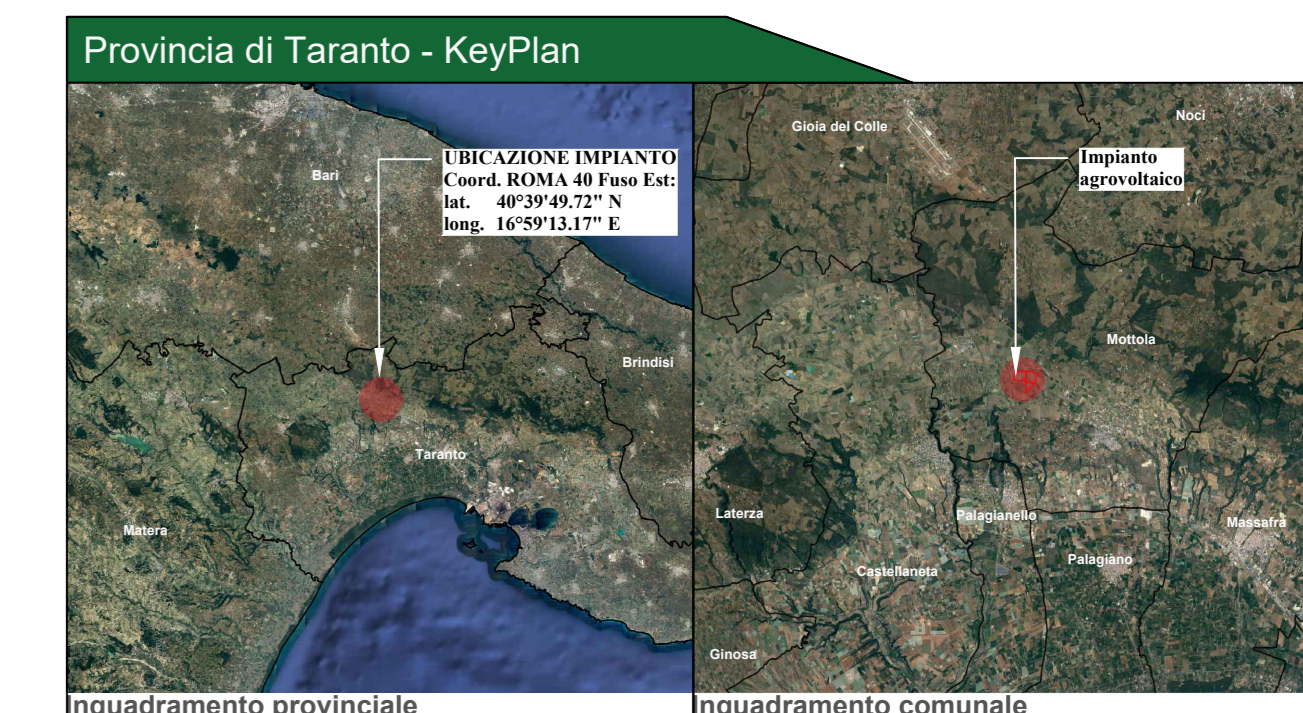 Provincia di Taranto - KeyPlan
Bari
UBICAZIONE IMPIANTO
Coord. ROMA 40 Fuso Est:
lat. 40°39'49.72" N
long. 16°59'13.17" E
Brindisi
Taranto
Matera
Inquadramento provinciale
Gioia del Colle
Noci
Impianto
agrovoltaico
Mottola
Laterza
Palagianello
Massafra
Castellaneta
Palagiano
Ginosa
Inquadramento comunale